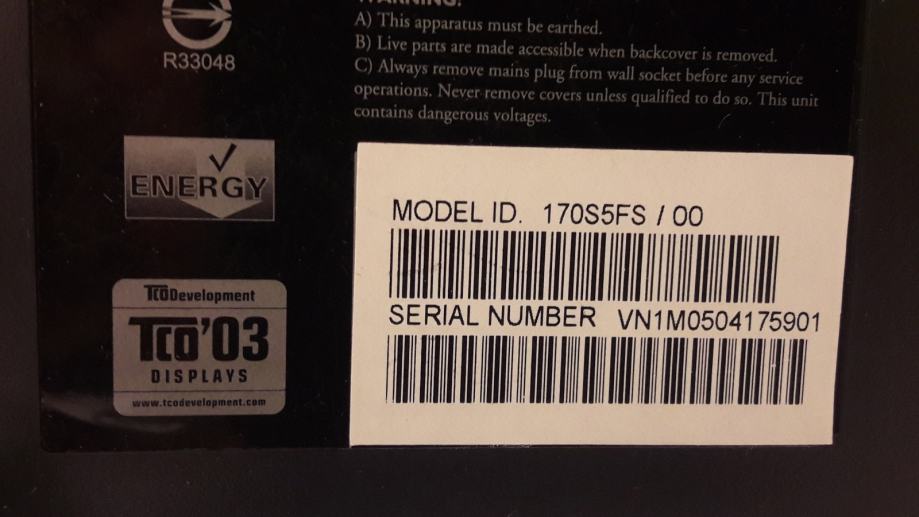 WARNING:
A) This apparatus must be earthed.
B) Live parts are made accessible when backcover is removed.
C) Always remove mains plug from wall socket before any service
operations. Never remove covers unless qualified to do so. This unit
contains dangerous voltages.
R33048
ENERGY
TCO Development
TCO'03
DISPLAYS
www.tcodevelopment.com
MODEL ID. 170S5FS / 00
SERIAL NUMBER VN1M0504175901